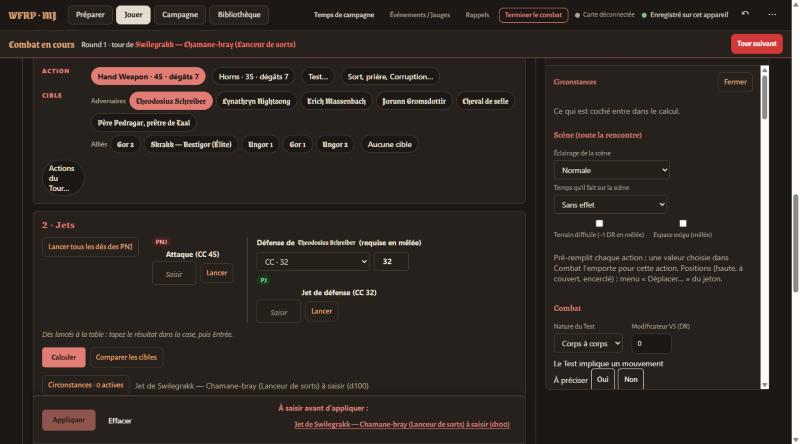 WFRP · MJ
Préparer
Jouer
Campagne
Bibliothèque
Temps de campagne
Événements/Jauges
Rappels
Terminer le combat
Carte déconnectée
Enregistré sur cet appareil
Combat en cours
Round 1 · tour de Swilegrakk — Chamane-bray (Lanceur de sorts)
Tour suivant
ACTION
Hand Weapon · 45 · dégâts 7
Horns · 35 · dégâts 7
Test...
Sort, prière, Corruption...
CIBLE
Adversaires
Theodosius Schreiber
Lynathryn Nightsong
Erich Massenbach
Jorunn Gromsdottir
Cheval de selle
Père Pedragar, prêtre de Taal
Alliés
Gor 2
Skrakk — Bestigor (Élite)
Ungor 1
Gor 1
Ungor 2
Aucune cible
Actions
du
Tour...
2 · Jets
Lancer tous les dés des PNJ
PNJ
Attaque (CC 45)
Saisir
Lancer
Défense de Theodosius Schreiber (requise en mêlée)
CC · 32
32
PJ
Jet de défense (CC 32)
Saisir
Lancer
Dés lancés à la table : tapez le résultat dans la case, puis Entrée.
Calculer
Comparer les cibles
Circonstances · 0 actives
Jet de Swilegrakk — Chamane-bray (Lanceur de sorts) à saisir (d100)
Appliquer
Effacer
À saisir avant d'appliquer :
Jet de Swilegrakk — Chamane-bray (Lanceur de sorts) à saisir (d100)
Circonstances
Fermer
Ce qui est coché entre dans le calcul.
Scène (toute la rencontre)
Éclairage de la scène
Normale
Temps qu'il fait sur la scène
Sans effet
Terrain difficile (−1 DR en mêlée)
Espace exigu (mêlée)
Pré-remplit chaque action ; une valeur choisie dans
Combat l'emporte pour cette action. Positions (haute, à
couvert, encerclé) : menu « Déplacer... » du jeton.
Combat
Nature du Test
Modificateur VS (DR)
Corps à corps
0
Le Test implique un mouvement
À préciser
Oui
Non